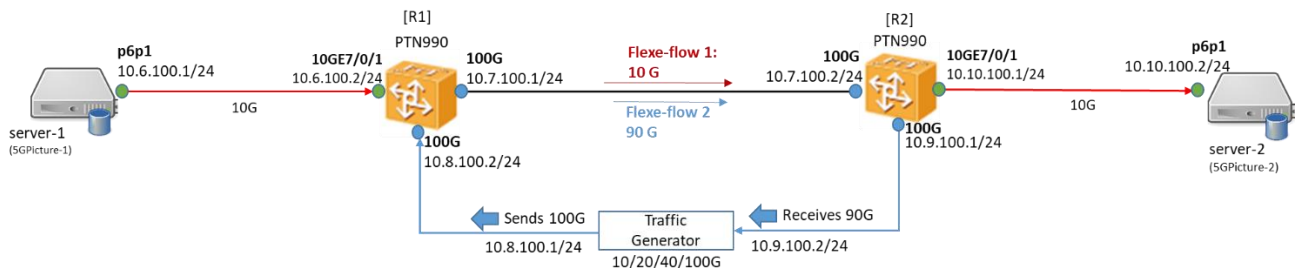 [R1]
PTN990
[R2]
PTN990
p6p1
10.6.100.1/24
10GE7/0/1
10.6.100.2/24
100G
10.7.100.1/24
Flexe-flow 1:
10 G
Flexe-flow 2
90 G
100G
10.7.100.2/24
10GE7/0/1
10.10.100.1/24
p6p1
10.10.100.2/24
10G
10G
server-1
(5GPicture-1)
100G
10.8.100.2/24
100G
10.9.100.1/24
server-2
(5GPicture-2)
Sends 100G
10.8.100.1/24
Traffic
Generator
10/20/40/100G
Receives 90G
10.9.100.2/24